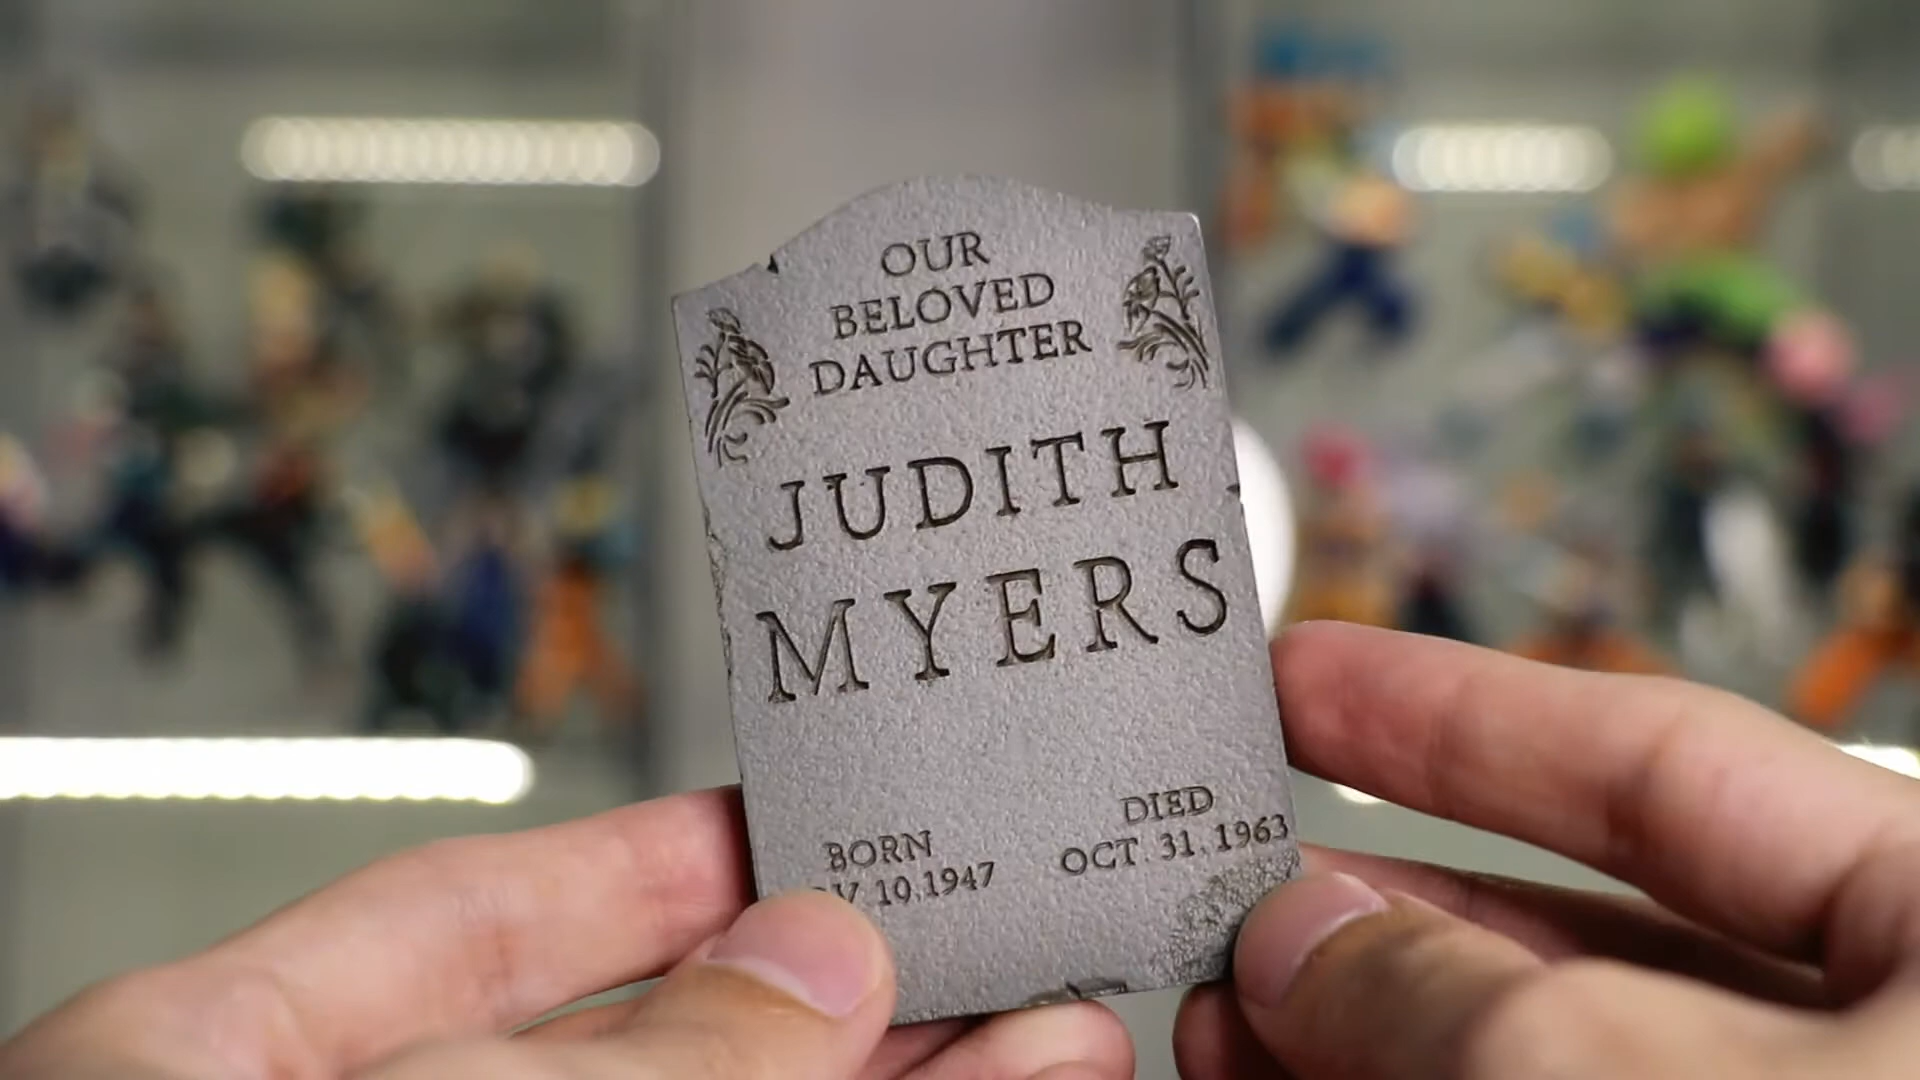 OUR
BELOVED
DAUGHTER
JUDITH
MYERS
BORN
10,1947
DIED
OCT. 31, 1963